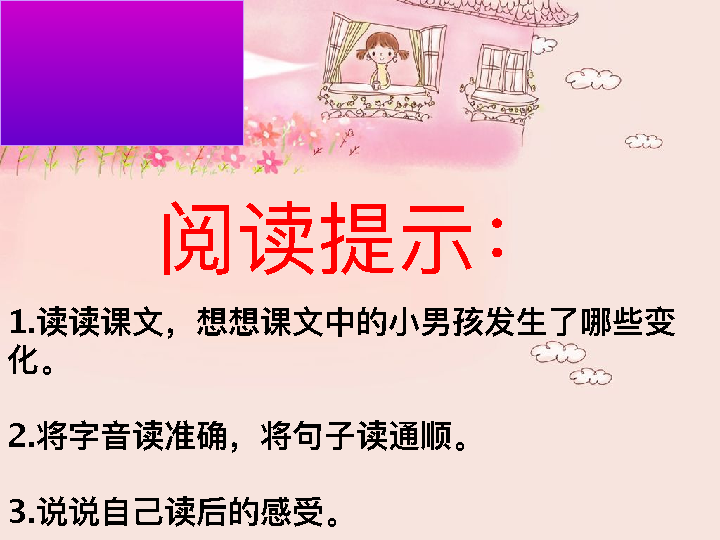 阅读提示：
1.读读课文，想想课文中的小男孩发生了哪些变
化。
2.将字音读准确，将句子读通顺。
3.说说自己读后的感受。